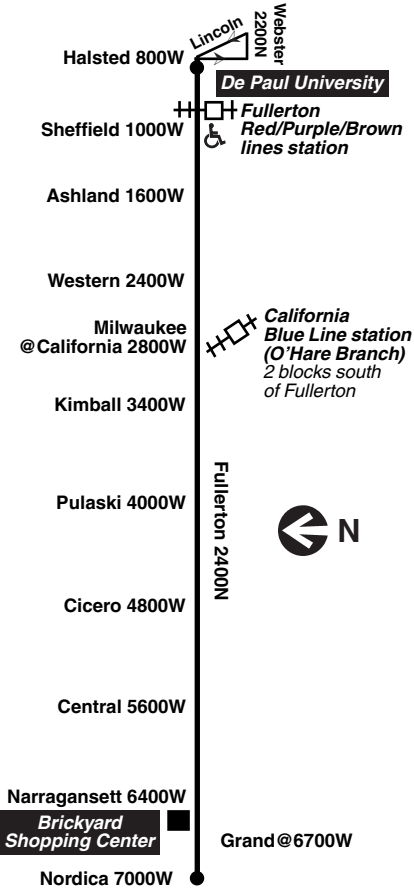 Lincoln
Webster
2200N
Halsted 800W
De Paul University
Fullerton
Red/Purple/Brown
lines station
Sheffield 1000W
Ashland 1600W
Western 2400W
Milwaukee
@California 2800W
California
Blue Line station
(O'Hare Branch)
2 blocks south
of Fullerton
Kimball 3400W
Fullerton 2400N
Pulaski 4000W
N
Cicero 4800W
Central 5600W
Narragansett 6400W
Brickyard
Shopping Center
Grand@6700W
Nordica 7000W